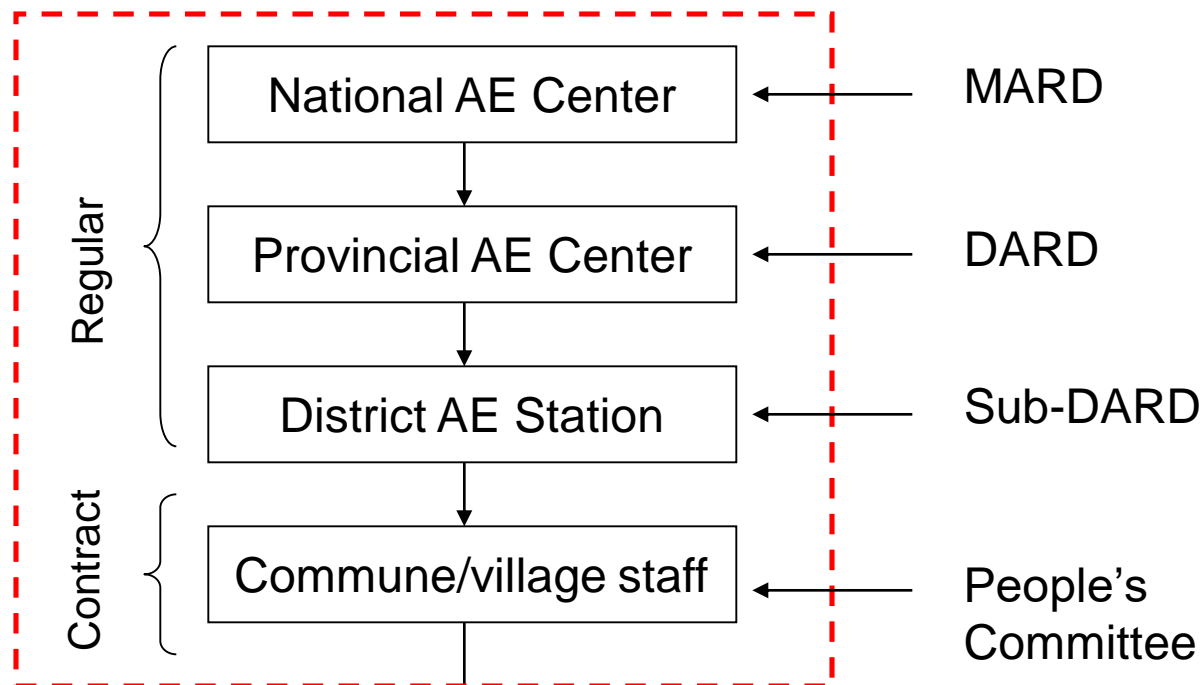 National AE Center
MARD
Provincial AE Center
DARD
Regular
District AE Station
Sub-DARD
Contract
Commune/village staff
People’s
Committee